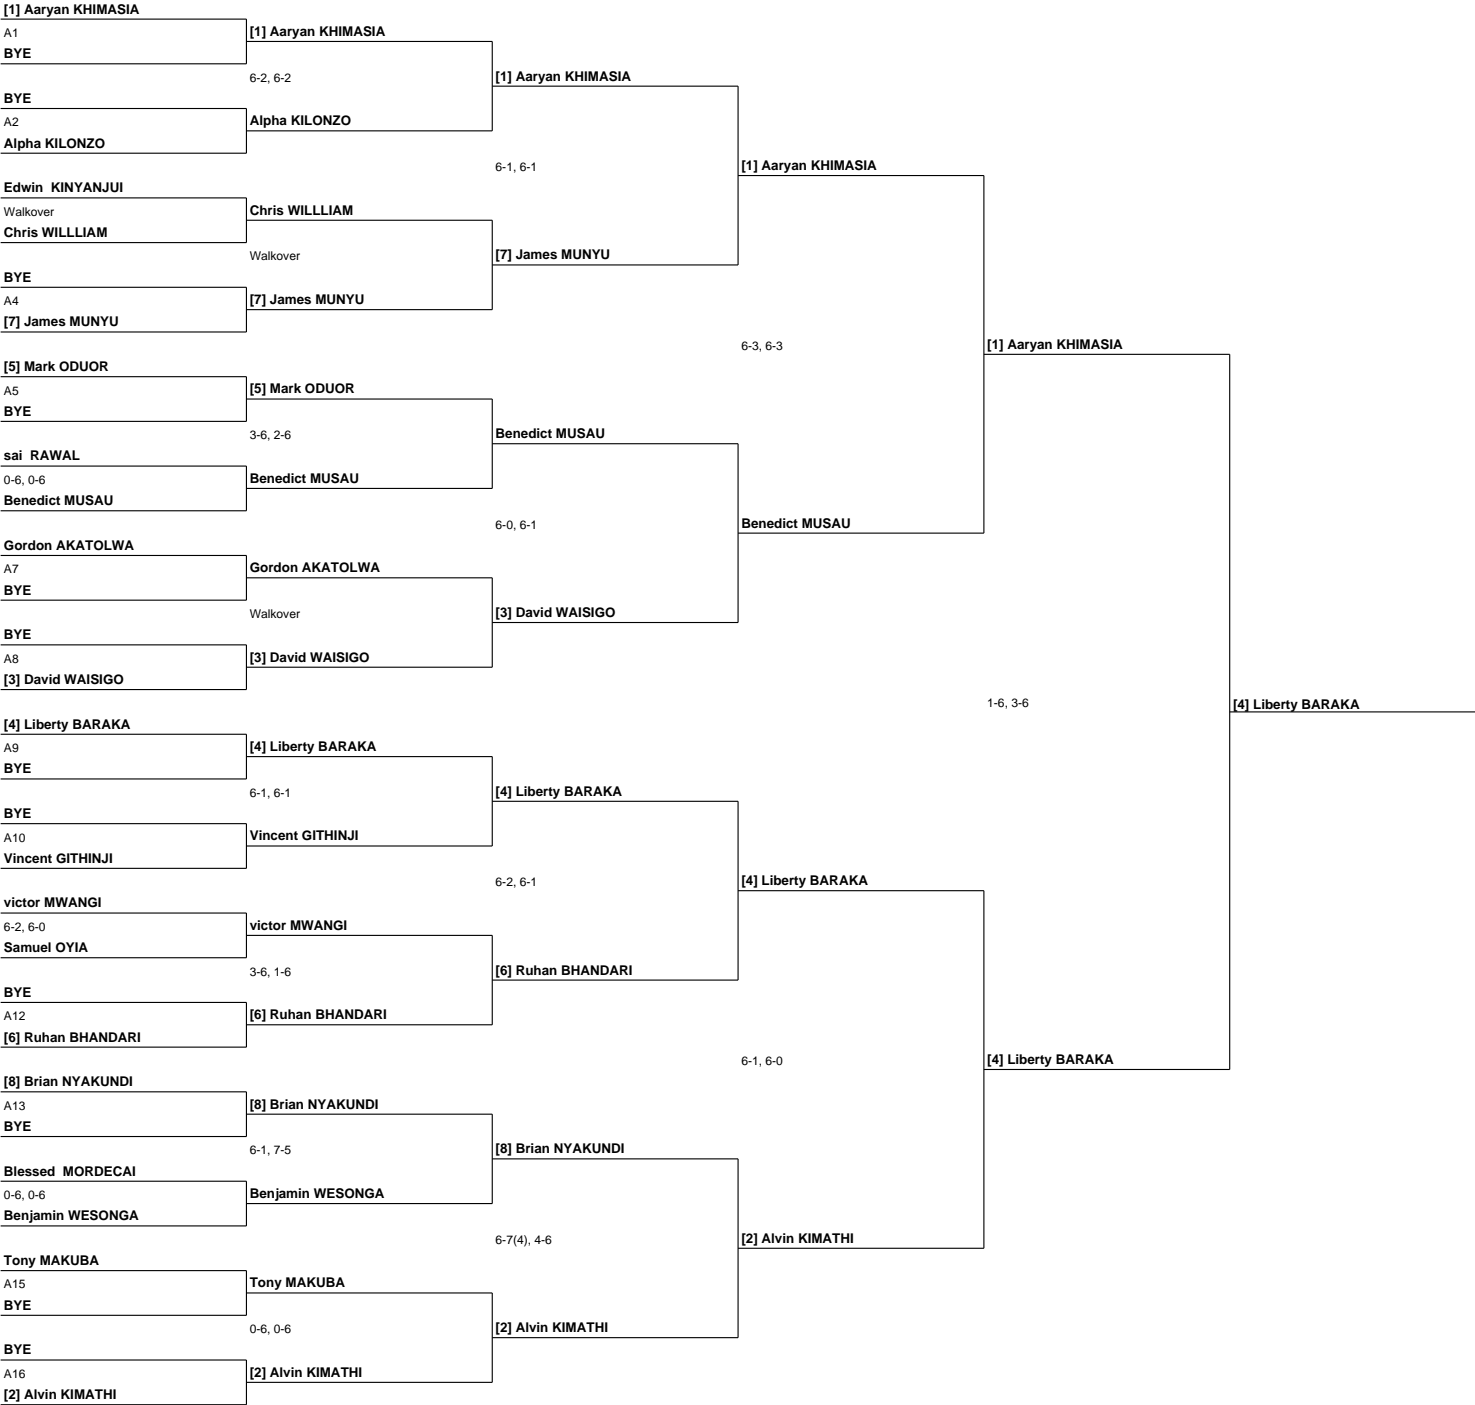 [1] Aaryan KHIMASIA
A1
BYE
BYE
A2
Alpha KILONZO
Edwin  KINYANJUI
Walkover
Chris WILLLIAM
BYE
A4
[7] James MUNYU
[5] Mark ODUOR
A5
BYE
sai  RAWAL
0-6, 0-6
Benedict MUSAU
Gordon AKATOLWA
A7
BYE
BYE
A8
[3] David WAISIGO
[4] Liberty BARAKA
A9
BYE
BYE
A10
Vincent GITHINJI
victor MWANGI
6-2, 6-0
Samuel OYIA
BYE
A12
[6] Ruhan BHANDARI
[8] Brian NYAKUNDI
A13
BYE
Blessed  MORDECAI
0-6, 0-6
Benjamin WESONGA
Tony MAKUBA
A15
BYE
BYE
A16
[2] Alvin KIMATHI
[1] Aaryan KHIMASIA
6-2, 6-2
Alpha KILONZO
Chris WILLLIAM
Walkover
[7] James MUNYU
[5] Mark ODUOR
3-6, 2-6
Benedict MUSAU
Gordon AKATOLWA
Walkover
[3] David WAISIGO
[4] Liberty BARAKA
6-1, 6-1
Vincent GITHINJI
victor MWANGI
3-6, 1-6
[6] Ruhan BHANDARI
[8] Brian NYAKUNDI
6-1, 7-5
Benjamin WESONGA
Tony MAKUBA
0-6, 0-6
[2] Alvin KIMATHI
[1] Aaryan KHIMASIA
6-1, 6-1
[7] James MUNYU
Benedict MUSAU
6-0, 6-1
[3] David WAISIGO
[4] Liberty BARAKA
6-2, 6-1
[6] Ruhan BHANDARI
[8] Brian NYAKUNDI
6-7(4), 4-6
[2] Alvin KIMATHI
[1] Aaryan KHIMASIA
6-3, 6-3
Benedict MUSAU
[4] Liberty BARAKA
6-1, 6-0
[2] Alvin KIMATHI
[1] Aaryan KHIMASIA
1-6, 3-6
[4] Liberty BARAKA
[4] Liberty BARAKA